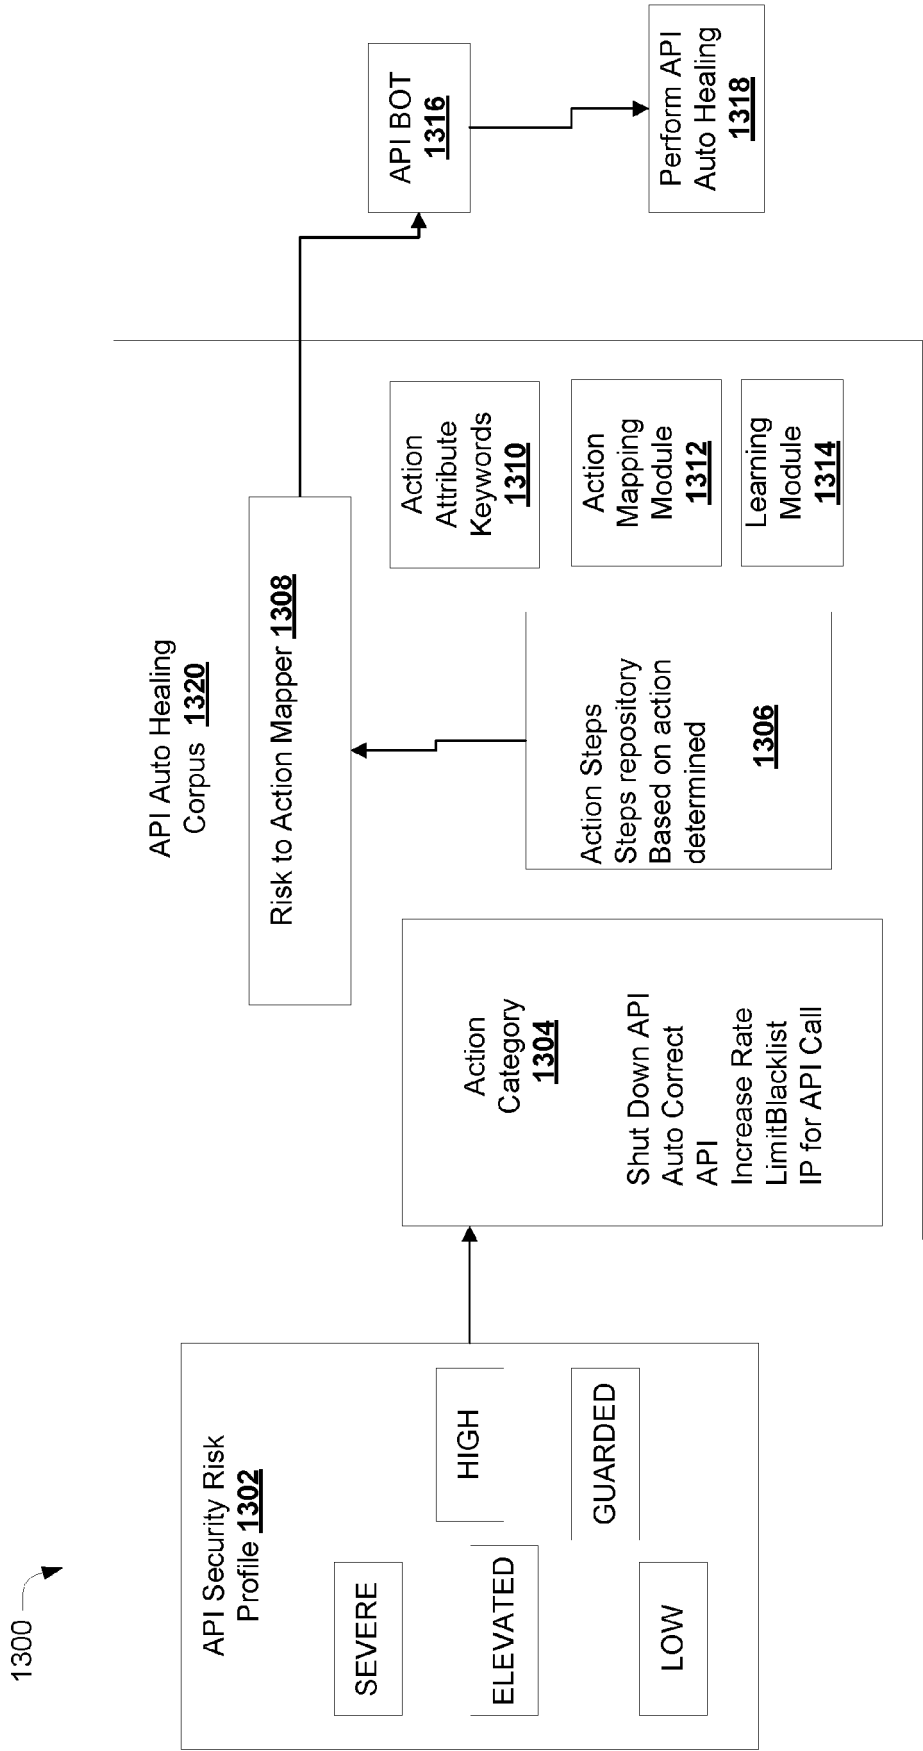 1300
API Security Risk
Profile 1302
SEVERE
HIGH
ELEVATED
GUARDED
LOW
Action
Category
1304
Shut Down API
Auto Correct
API
Increase Rate
LimitBlacklist
IP for API Call
API Auto Healing
Corpus 1320
Risk to Action Mapper 1308
Action Steps
Steps repository
Based on action
determined
1306
Action
Attribute
Keywords
1310
Action
Mapping
Module
1312
Learning
Module
1314
API BOT
1316
Perform API
Auto Healing
1318